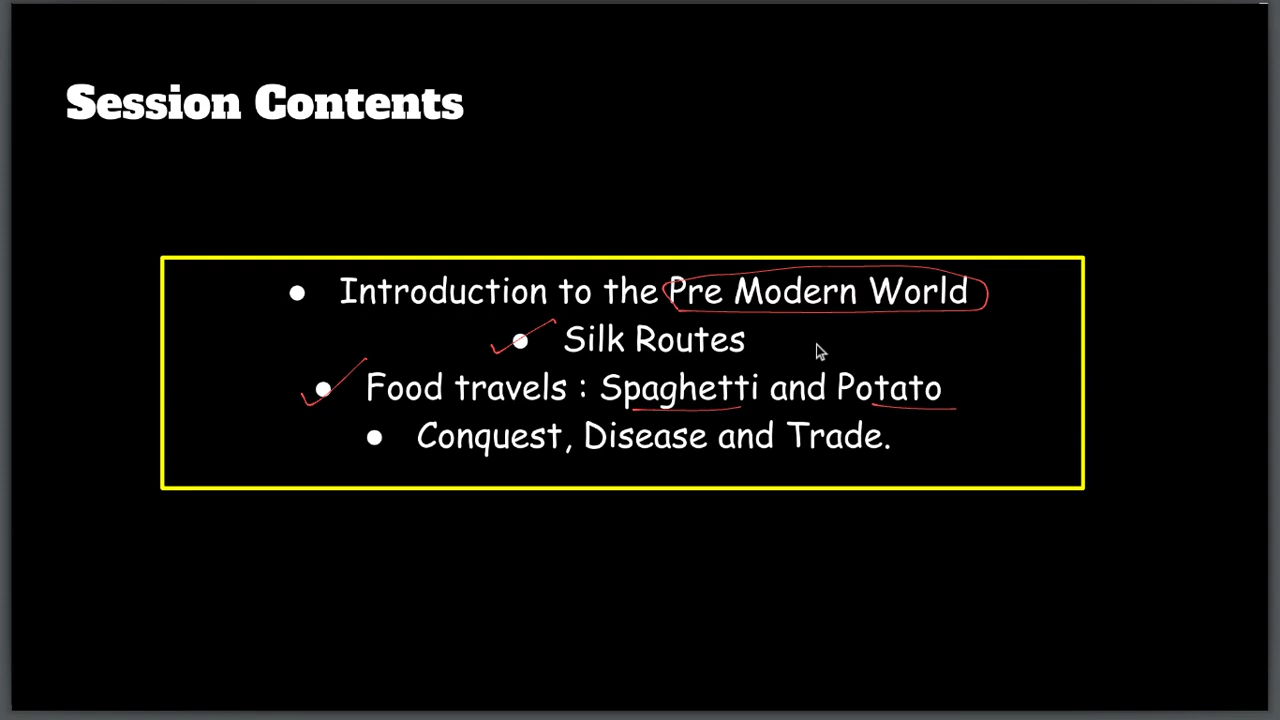 Session Contents
● Introduction to the Pre Modern World
● Silk Routes
● Food travels : Spaghetti and Potato
● Conquest, Disease and Trade.